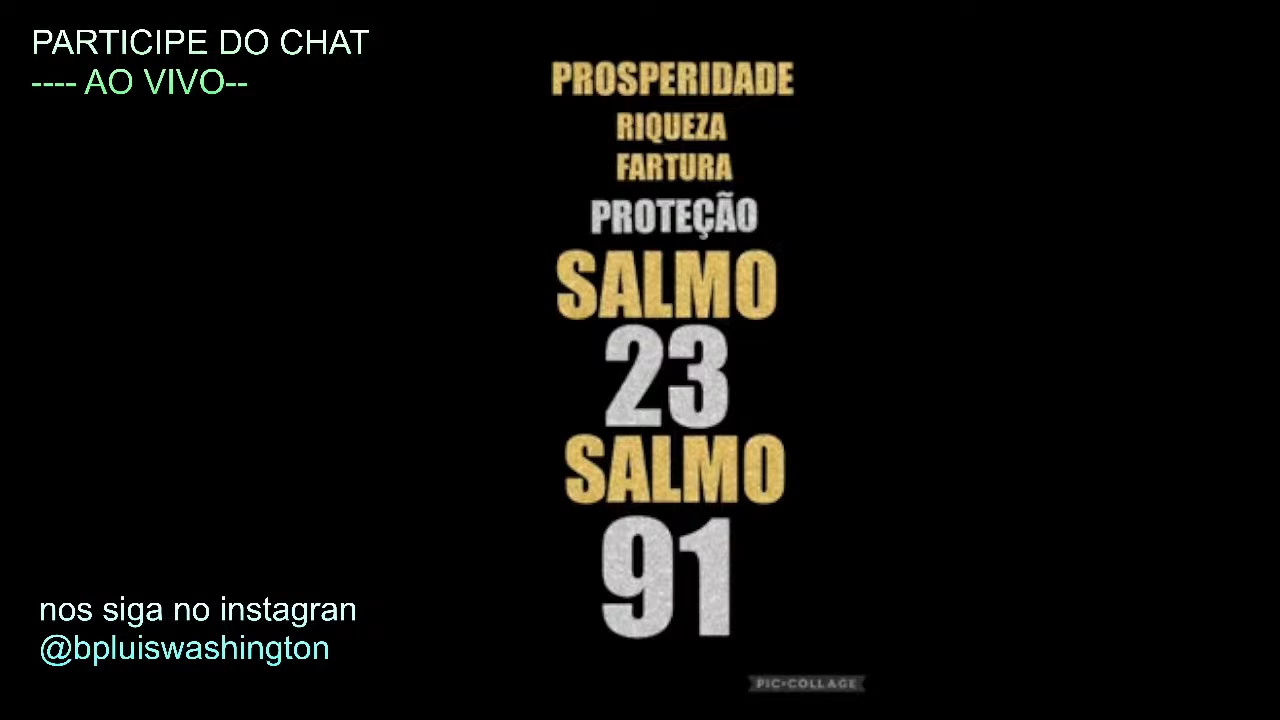 PARTICIPE DO CHAT
---- AO VIVO--
PROSPERIDADE
RIQUEZA
FARTURA
PROTEÇÃO
SALMO
23
SALMO
91
nos siga no instagran
@bpluiswashington
PIC•COLLAGE